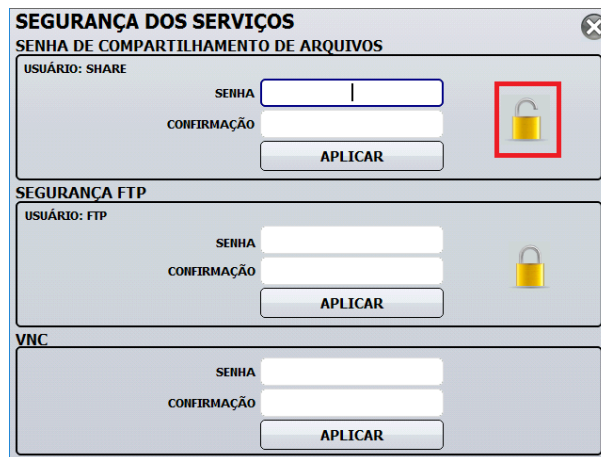 SEGURANÇA DOS SERVIÇOS
SENHA DE COMPARTILHAMENTO DE ARQUIVOS
USUÁRIO: SHARE
SENHA
CONFIRMAÇÃO
APLICAR
SEGURANÇA FTP
USUÁRIO: FTP
SENHA
CONFIRMAÇÃO
APLICAR
VNC
SENHA
CONFIRMAÇÃO
APLICAR